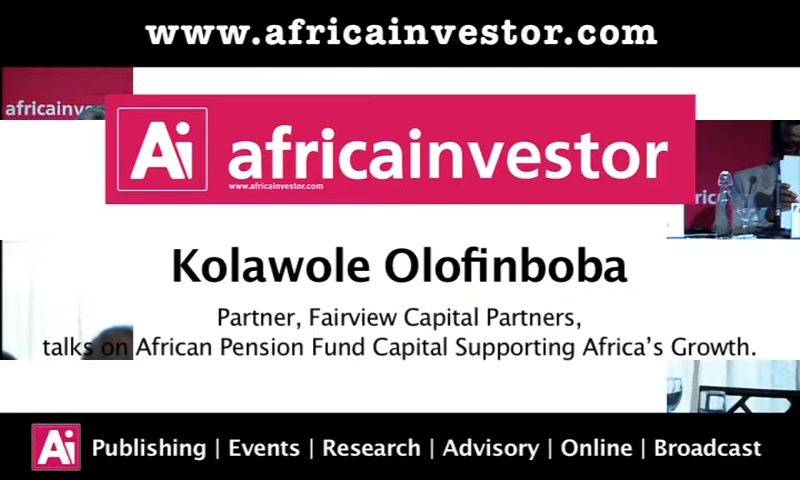 www.africainvestor.com
africainv
Ai africainvestor
www.africainvestor.com
Kolawole Olofinboba
Partner, Fairview Capital Partners,
talks on African Pension Fund Capital Supporting Africa's Growth.
Ai Publishing | Events | Research | Advisory | Online | Broadcast